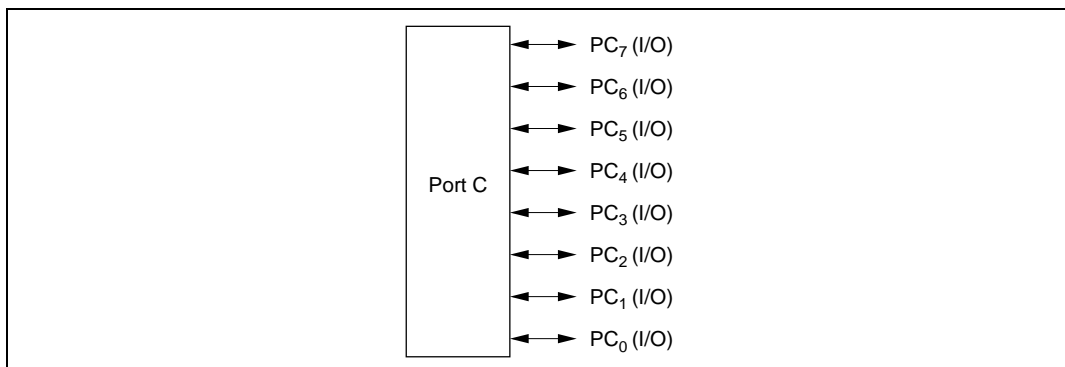 PC7 (I/O)
PC6 (I/O)
PC5 (I/O)
PC4 (I/O)
Port C
PC3 (I/O)
PC2 (I/O)
PC1 (I/O)
PC0 (I/O)